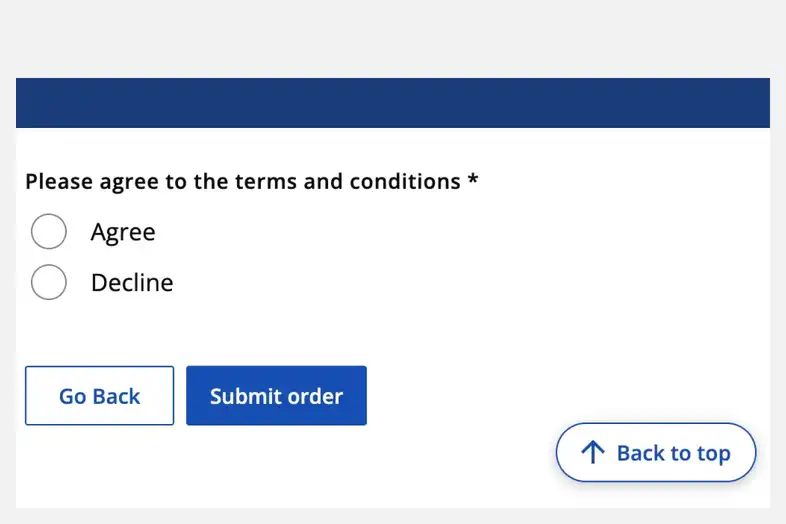 Please agree to the terms and conditions *
Agree
Decline
Go Back
Submit order
Back to top